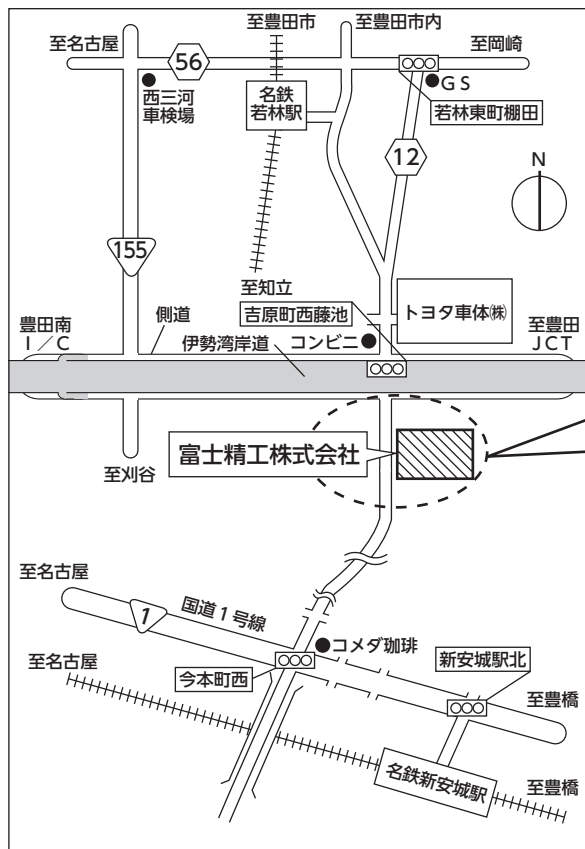 至豊田市
至豊田市内
至名古屋
至岡崎
56
GS
西三河
車検場
名鉄
若林駅
若林東町棚田
12
N
155
至知立
トヨタ車体㈱
吉原町西藤池
豊田南
I/C
側道
伊勢湾岸道
コンビニ
至豊田
JCT
富士精工株式会社
至刈谷
至名古屋
1
国道1号線
コメダ珈琲
至名古屋
今本町西
新安城駅北
至豊橋
名鉄新安城駅
至豊橋